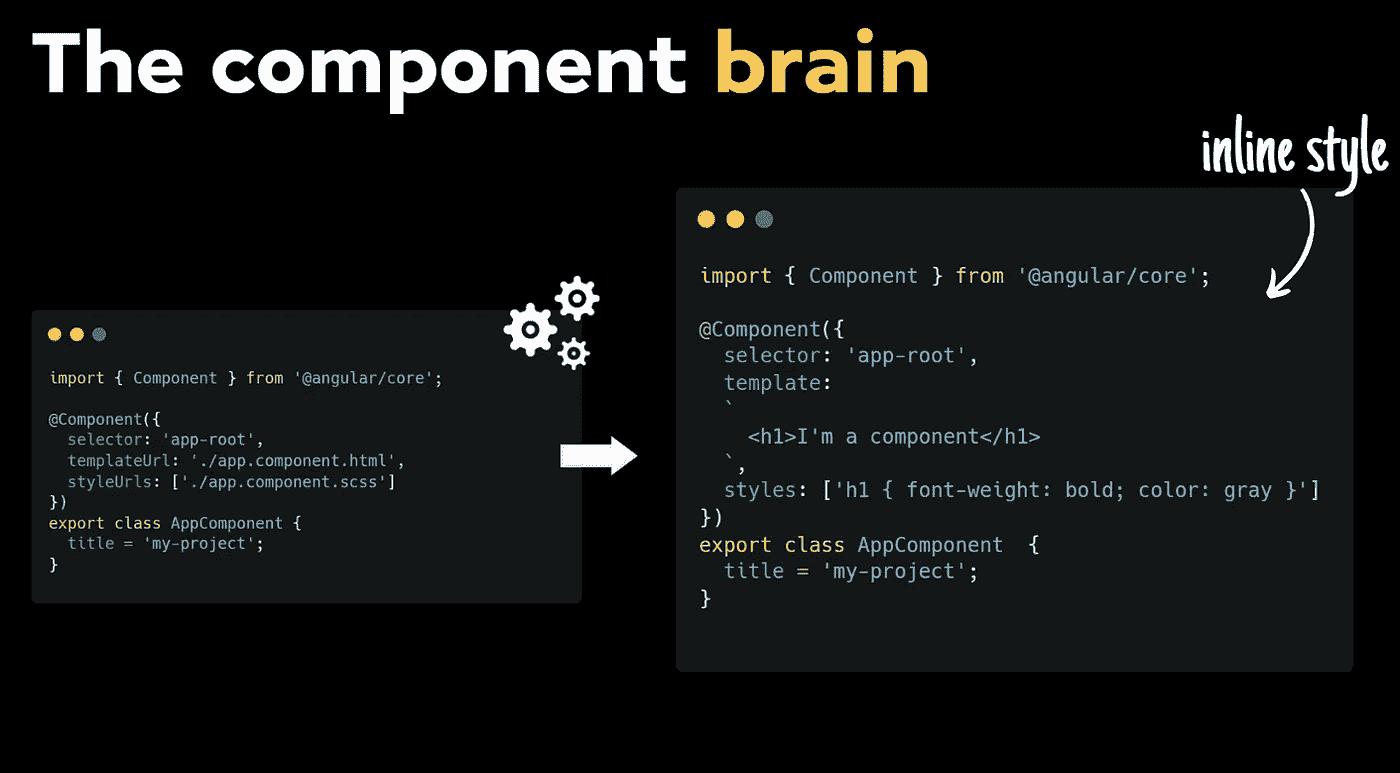 The component brain
inline style
import { Component } from '@angular/core';
@Component({
  selector: 'app-root',
  templateUrl: './app.component.html',
  styleUrls: ['./app.component.scss']
})
export class AppComponent {
  title = 'my-project';
}
import { Component } from '@angular/core';
@Component({
  selector: 'app-root',
  template:
  `
    <h1>I'm a component</h1>
  `,
  styles: ['h1 { font-weight: bold; color: gray }']
})
export class AppComponent  {
  title = 'my-project';
}